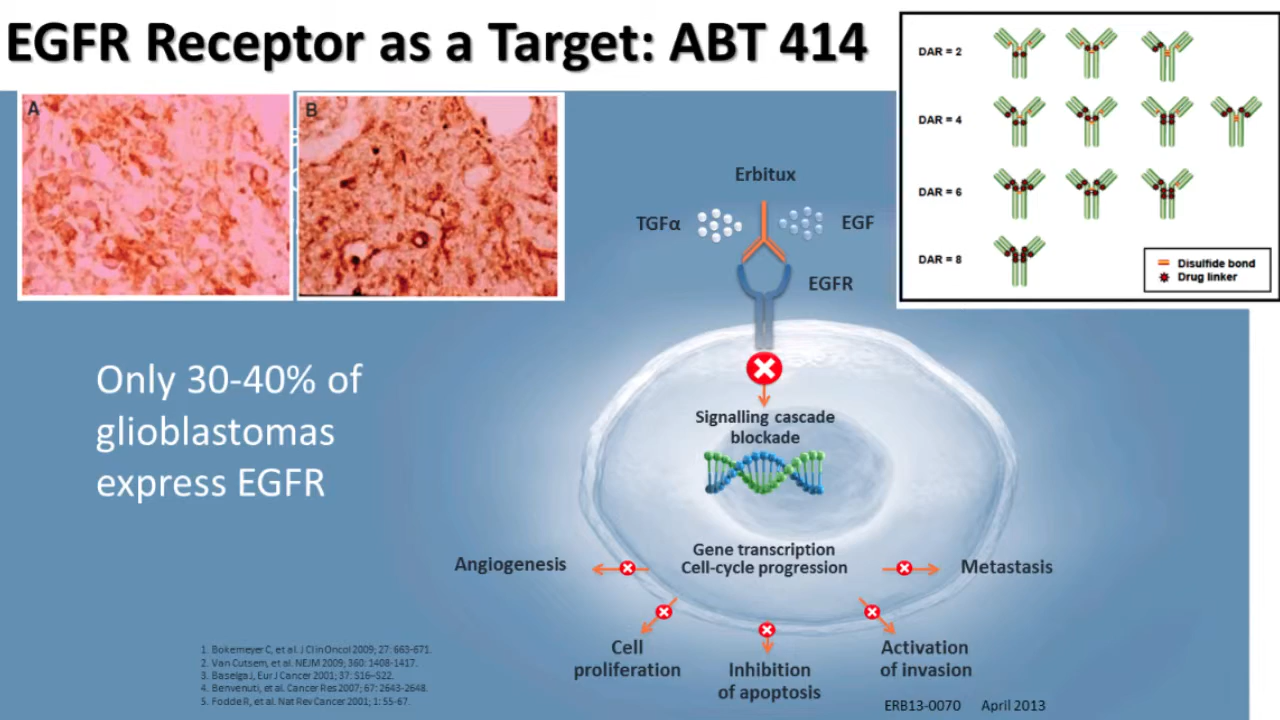 EGFR Receptor as a Target: ABT 414
A
B
DAR = 2
DAR = 4
DAR = 6
DAR = 8
Disulfide bond
Drug linker
Erbitux
TGFα
EGF
EGFR
Only 30-40% of
glioblastomas
express EGFR
Signalling cascade
blockade
Gene transcription
Cell-cycle progression
Angiogenesis
Metastasis
Cell
proliferation
Inhibition
of apoptosis
Activation
of invasion
1. Bokemeyer C, et al. J Clin Oncol 2009; 27: 663-671.
2. Van Cutsem, et al. NEJM 2009; 360: 1408-1417.
3. Baselga J, Eur J Cancer 2001; 37: S16–S22.
4. Benvenuti, et al. Cancer Res 2007; 67: 2643-2648.
5. Fodde R, et al. Nat Rev Cancer 2001; 1: 55-67.
ERB13-0070 April 2013